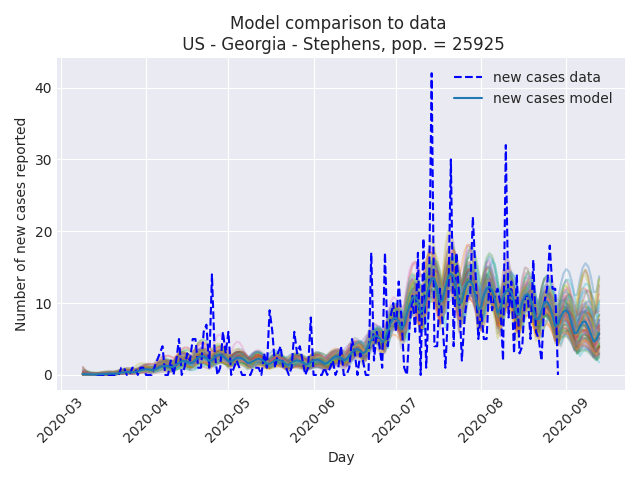 Model comparison to data
US - Georgia - Stephens, pop. = 25925
new cases data
new cases model
Number of new cases reported
40
30
20
10
0
2020-03
2020-04
2020-05
2020-06
2020-07
2020-08
2020-09
Day